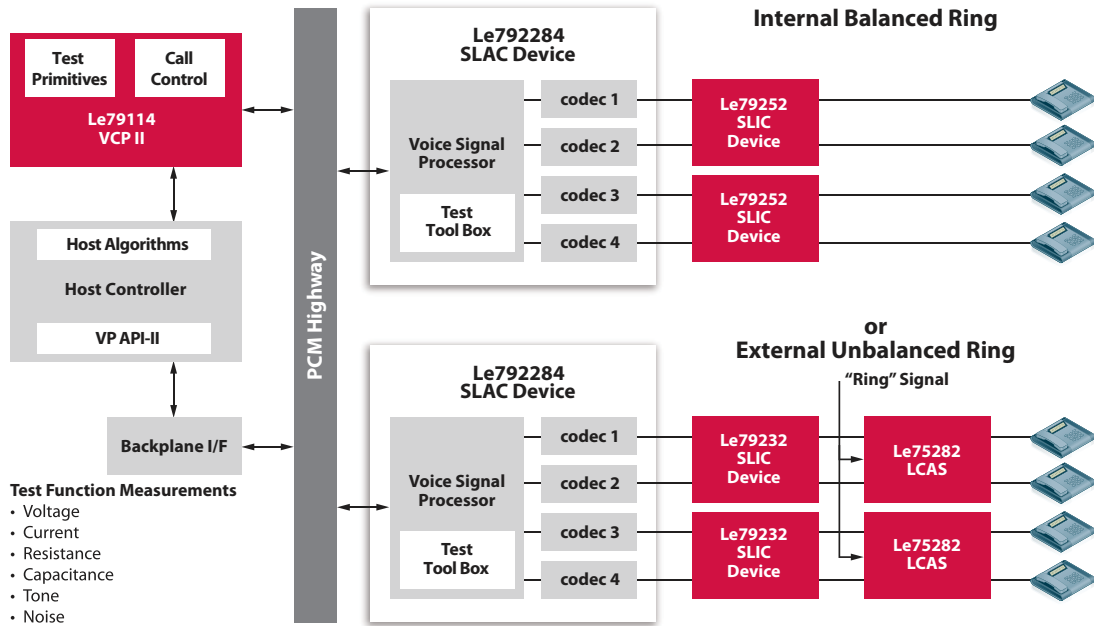 Test
Primitives
Call
Control
Le79114
VCP II
Host Algorithms
Host Controller
VP API-II
Backplane I/F
Test Function Measurements
• Voltage
• Current
• Resistance
• Capacitance
• Tone
• Noise
PCM Highway
Internal Balanced Ring
Le792284
SLAC Device
Voice Signal
Processor
Test
Tool Box
codec 1
codec 2
codec 3
codec 4
Le79252
SLIC
Device
Le79252
SLIC
Device
or
External Unbalanced Ring
“Ring” Signal
Le792284
SLAC Device
Voice Signal
Processor
Test
Tool Box
codec 1
codec 2
codec 3
codec 4
Le79232
SLIC
Device
Le79232
SLIC
Device
Le75282
LCAS
Le75282
LCAS